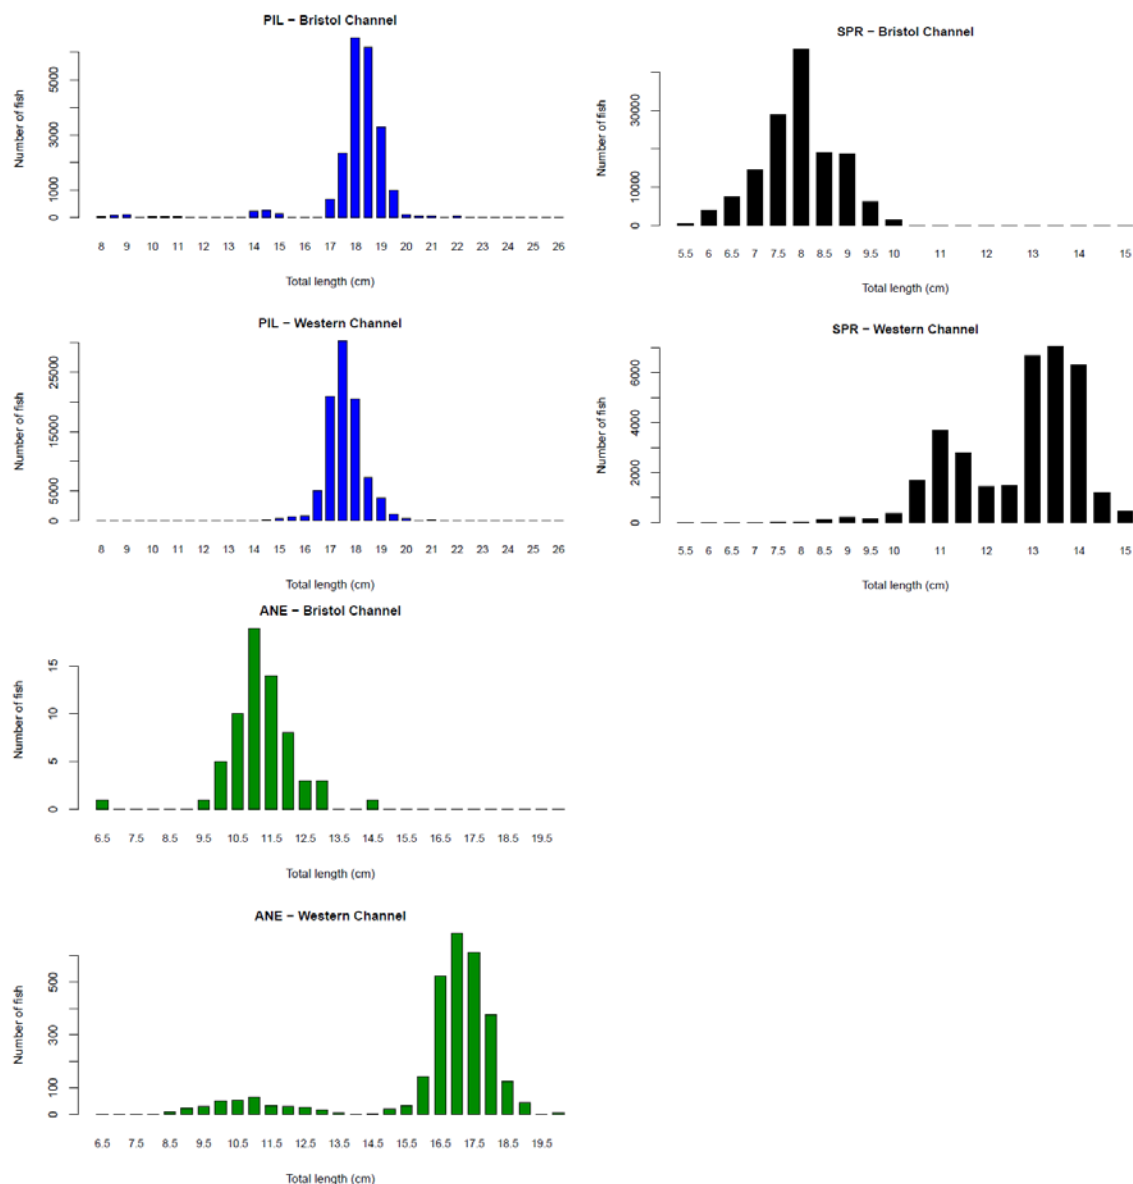 PIL − Bristol Channel
Number of fish
5000
3000
1000
0
8 9 10 11 12 13 14 15 16 17 18 19 20 21 22 23 24 25 26
Total length (cm)
SPR − Bristol Channel
Number of fish
30000
10000
0
5.5 6 6.5 7 7.5 8 8.5 9 9.5 10 11 12 13 14 15
Total length (cm)
PIL − Western Channel
Number of fish
25000
15000
5000
0
8 9 10 11 12 13 14 15 16 17 18 19 20 21 22 23 24 25 26
Total length (cm)
SPR − Western Channel
Number of fish
6000
4000
2000
0
5.5 6 6.5 7 7.5 8 8.5 9 9.5 10 11 12 13 14 15
Total length (cm)
ANE − Bristol Channel
Number of fish
15
10
5
0
6.5 7.5 8.5 9.5 10.5 11.5 12.5 13.5 14.5 15.5 16.5 17.5 18.5 19.5
Total length (cm)
ANE − Western Channel
Number of fish
500
300
100
0
6.5 7.5 8.5 9.5 10.5 11.5 12.5 13.5 14.5 15.5 16.5 17.5 18.5 19.5
Total length (cm)